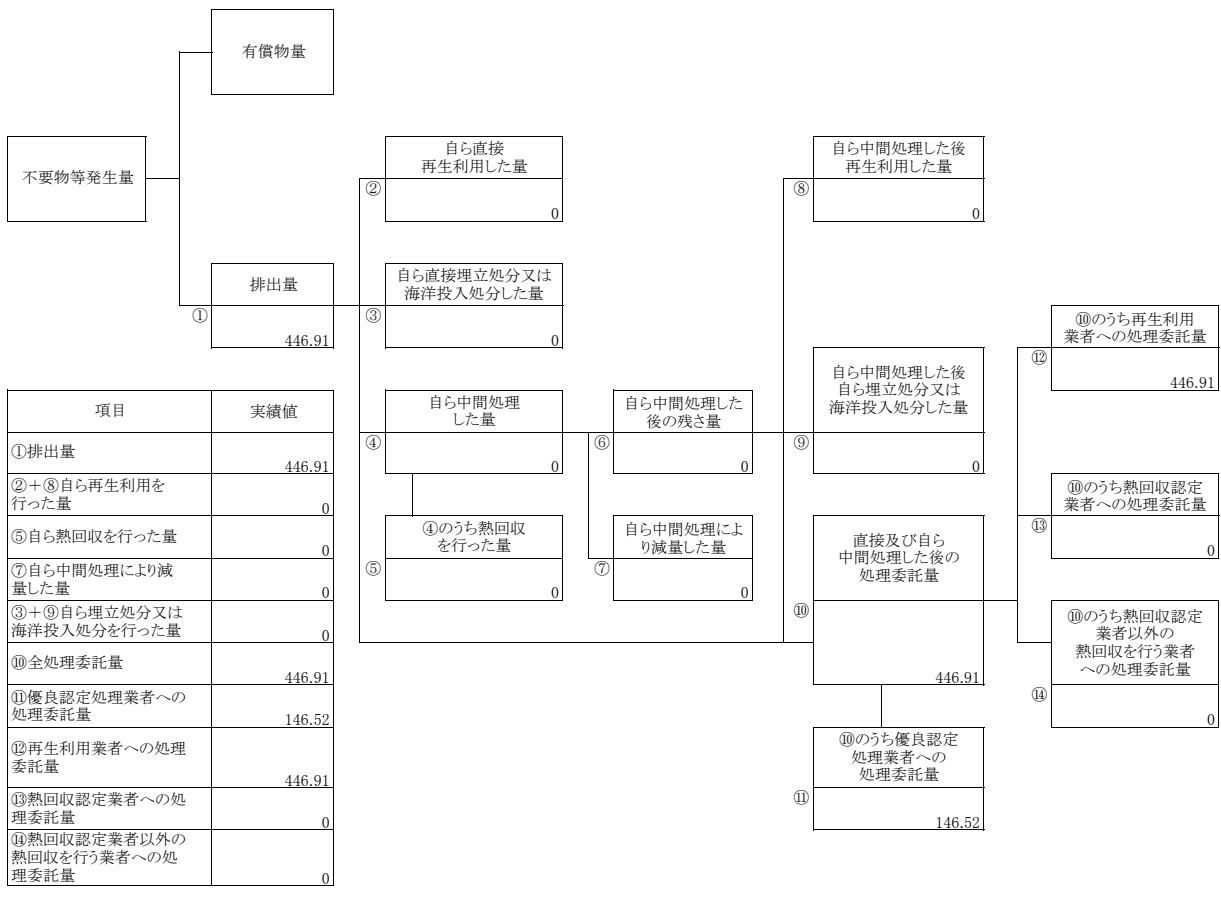 有償物量
不要物等発生量
排出量
①
446.91
自ら直接
再生利用した量
②
0
自ら直接埋立処分又は
海洋投入処分した量
③
0
自ら中間処理
した量
④
0
④のうち熱回収
を行った量
⑤
0
自ら中間処理した
後の残さ量
⑥
0
自ら中間処理によ
り減量した量
⑦
0
自ら中間処理した後
再生利用した量
⑧
0
自ら中間処理した後
自ら埋立処分又は
海洋投入処分した量
⑨
0
直接及び自ら
中間処理した後の
処理委託量
⑩
446.91
⑩のうち優良認定
処理業者への
処理委託量
⑪
146.52
⑩のうち再生利用
業者への処理委託量
⑫
446.91
⑩のうち熱回収認定
業者への処理委託量
⑬
0
⑩のうち熱回収認定
業者以外の
熱回収を行う業者
への処理委託量
⑭
0
項目 実績値
①排出量
446.91
②+⑧自ら再生利用を
行った量
0
⑤自ら熱回収を行った量
0
⑦自ら中間処理により減
量した量
0
③+⑨自ら埋立処分又は
海洋投入処分を行った量
0
⑩全処理委託量
446.91
⑪優良認定処理業者への
処理委託量
146.52
⑫再生利用業者への処理
委託量
446.91
⑬熱回収認定業者への処
理委託量
0
⑭熱回収認定業者以外の
熱回収を行う業者への処
理委託量
0